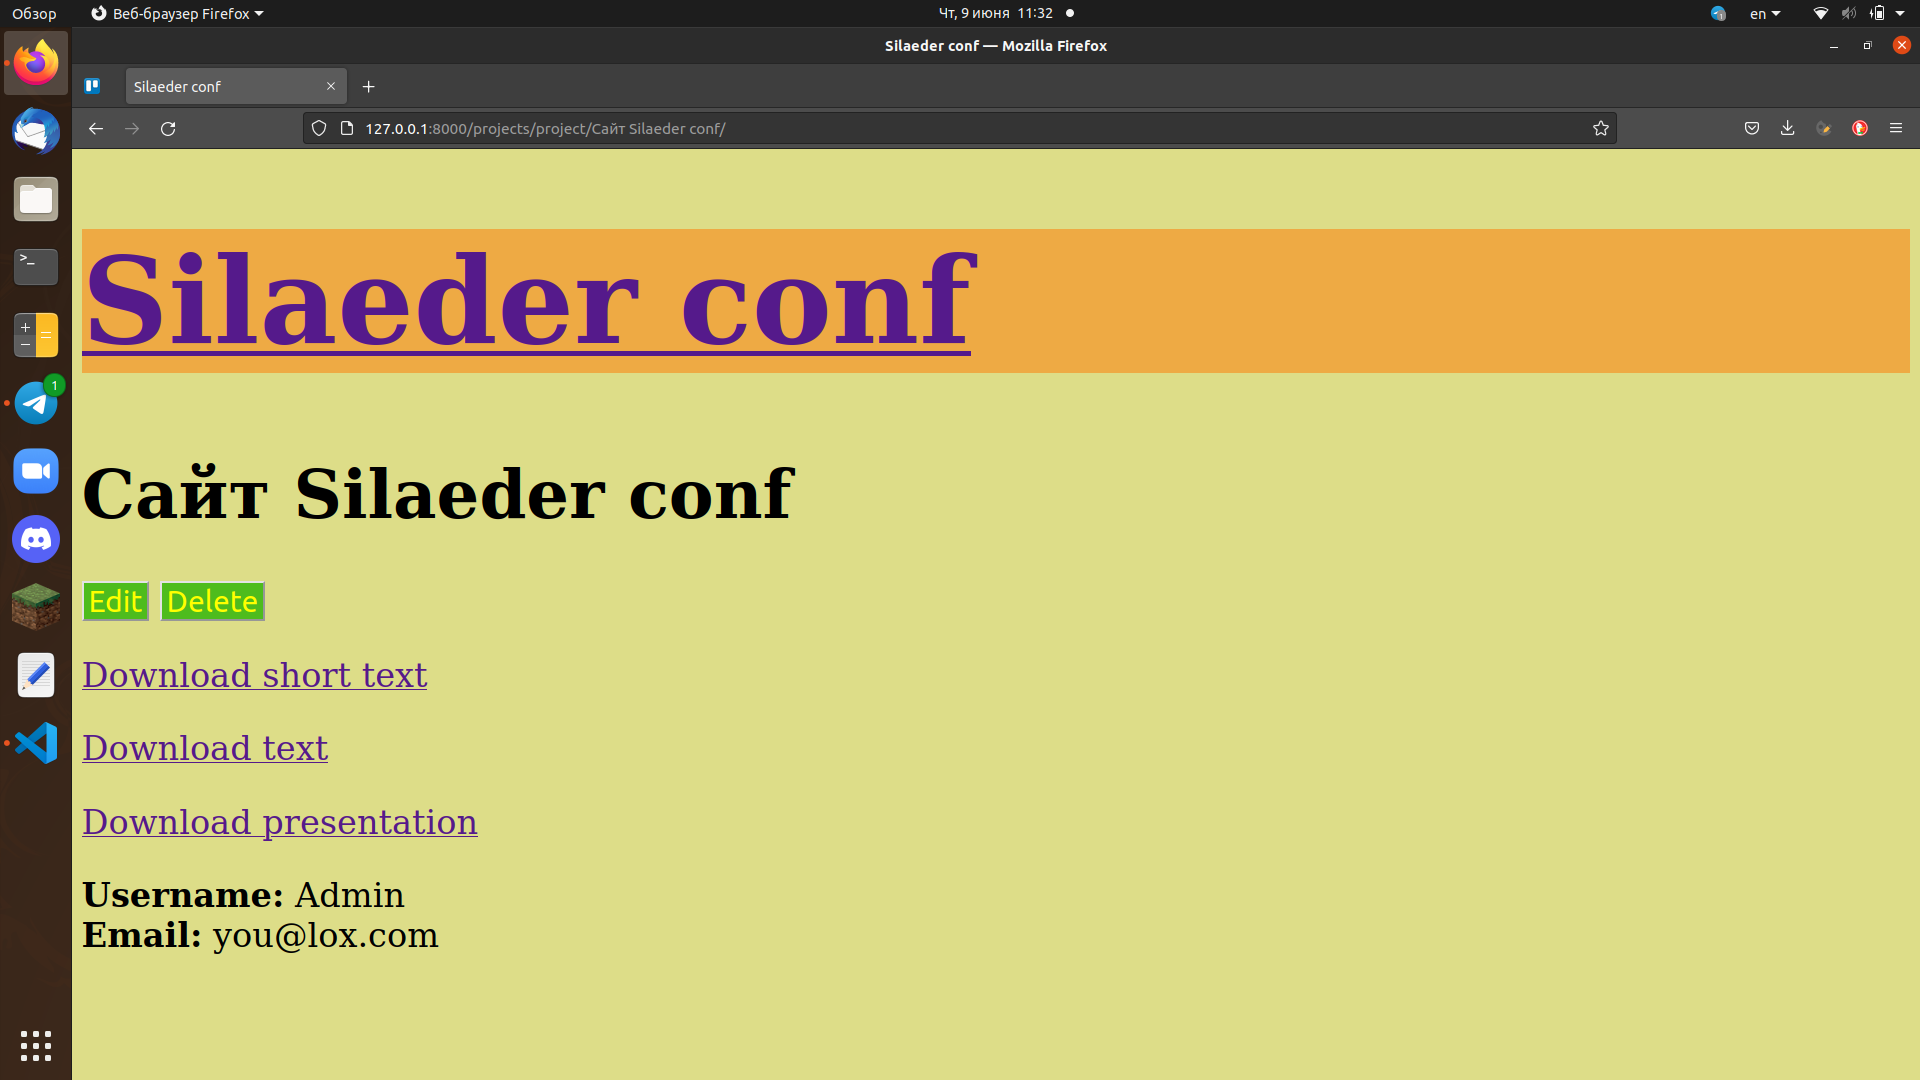 Обзор
Веб-браузер Firefox
Чт, 9 июня 11:32
en
Silaeder conf — Mozilla Firefox
Silaeder conf
127.0.0.1:8000/projects/project/Сайт Silaeder conf/
1
Silaeder conf
Сайт Silaeder conf
Edit Delete
Download short text
Download text
Download presentation
Username: Admin
Email: you@lox.com